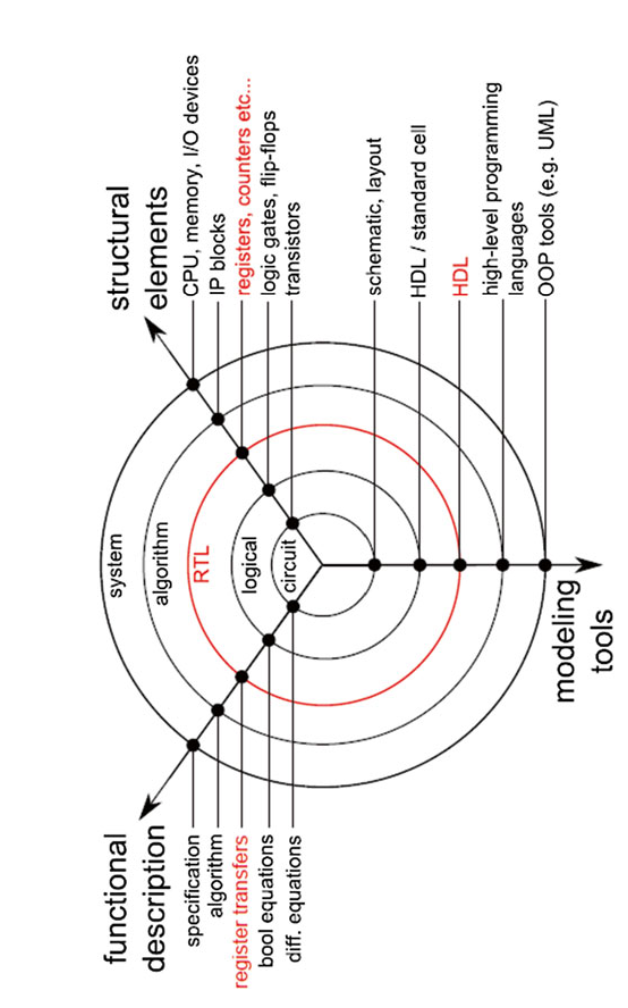 functional
description
specification
algorithm
register transfers
bool equations
diff. equations
system
algorithm
RTL
logical
circuit
structural
elements
CPU, memory, I/O devices
IP blocks
registers, counters etc...
logic gates, flip-flops
transistors
schematic, layout
HDL / standard cell
HDL
high-level programming
languages
OOP tools (e.g. UML)
modeling
tools